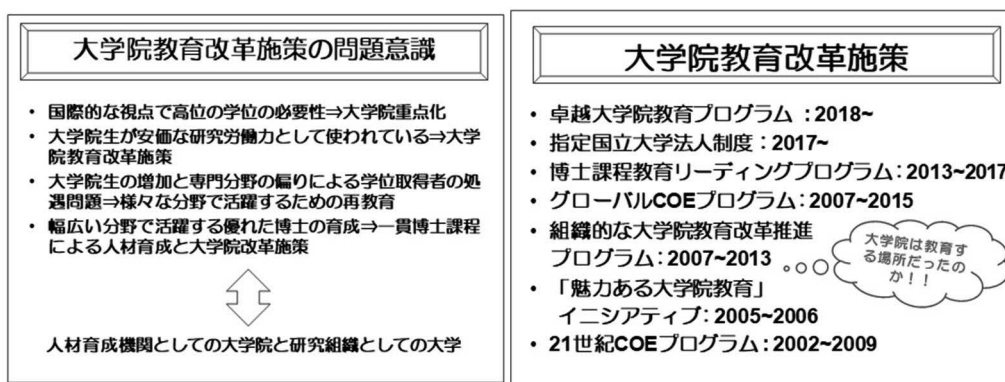 大学院教育改革施策の問題意識
• 国際的な視点で高位の学位の必要性⇒大学院重点化
• 大学院生が安価な研究労働力として使われている⇒大学
院教育改革施策
• 大学院生の増加と専門分野の偏りによる学位取得者の処
遇問題⇒様々な分野で活躍するための再教育
• 幅広い分野で活躍する優れた博士の育成⇒一貫博士課程
による人材育成と大学院改革施策
人材育成機関としての大学院と研究組織としての大学
大学院教育改革施策
• 卓越大学院教育プログラム :2018~
• 指定国立大学法人制度:2017~
• 博士課程教育リーディングプログラム:2013~2017
• グローバルCOEプログラム:2007~2015
• 組織的な大学院教育改革推進
プログラム:2007~2013
大学院は教育す
る場所だったの
か!!
• 「魅力ある大学院教育」
イニシアティブ:2005~2006
• 21世紀COEプログラム:2002~2009